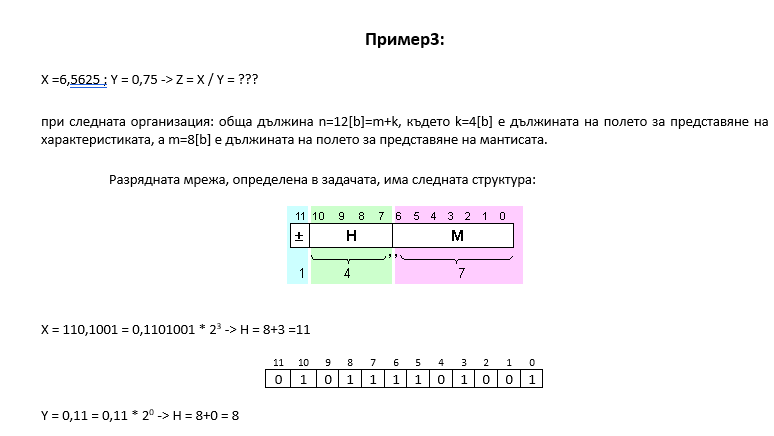 Пример3:
X =6,5625 ; Y = 0,75 -> Z = X / Y = ???
при следната организация: обща дължина n=12[b]=m+k, където k=4[b] е дължината на полето за представяне на
характеристиката, а m=8[b] е дължината на полето за представяне на мантисата.
Разрядната мрежа, определена в задачата, има следната структура:
11 10 9 8 7 6 5 4 3 2 1 0
± H M
1 4 ,, 7
X = 110,1001 = 0,1101001 * 2³ -> H = 8+3 =11
11 10 9 8 7 6 5 4 3 2 1 0
0 1 0 1 1 1 1 0 1 0 0 1
Y = 0,11 = 0,11 * 2⁰ -> H = 8+0 = 8